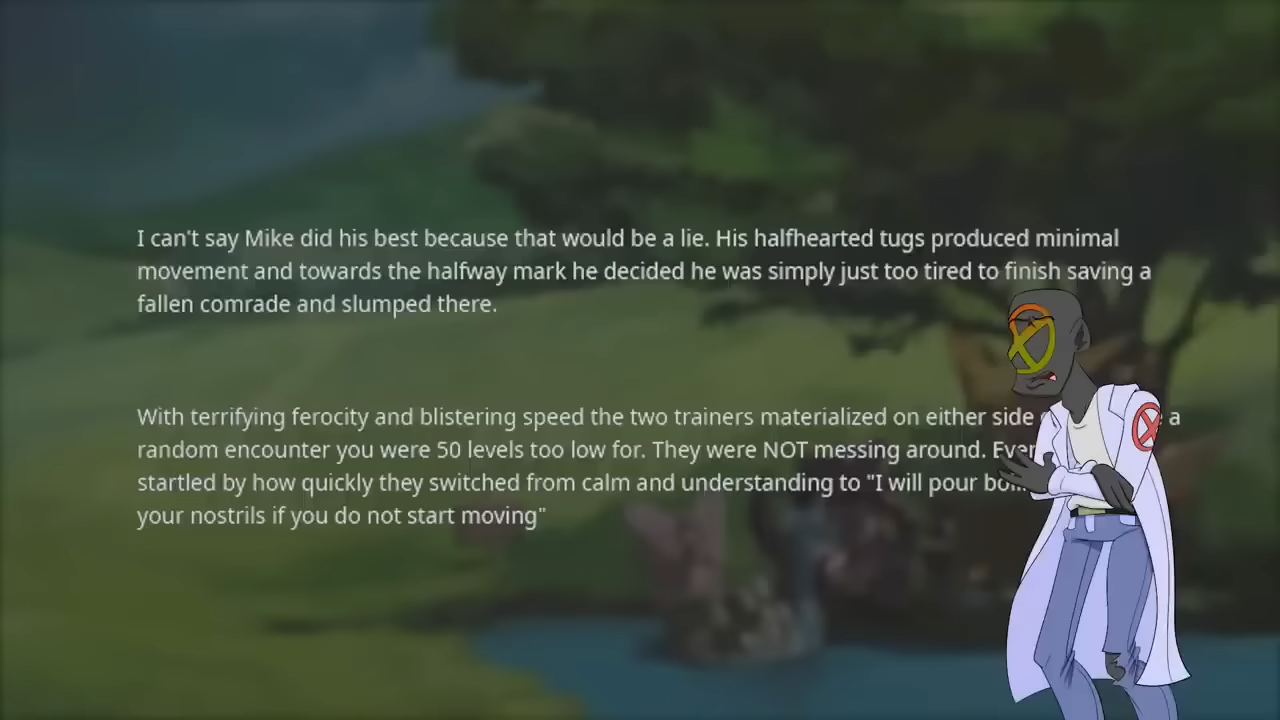 I can't say Mike did his best because that would be a lie. His halfhearted tugs produced minimal
movement and towards the halfway mark he decided he was simply just too tired to finish saving a
fallen comrade and slumped there.
With terrifying ferocity and blistering speed the two trainers materialized on either side a
random encounter you were 50 levels too low for. They were NOT messing around.
startled by how quickly they switched from calm and understanding to "I will pour
your nostrils if you do not start moving"